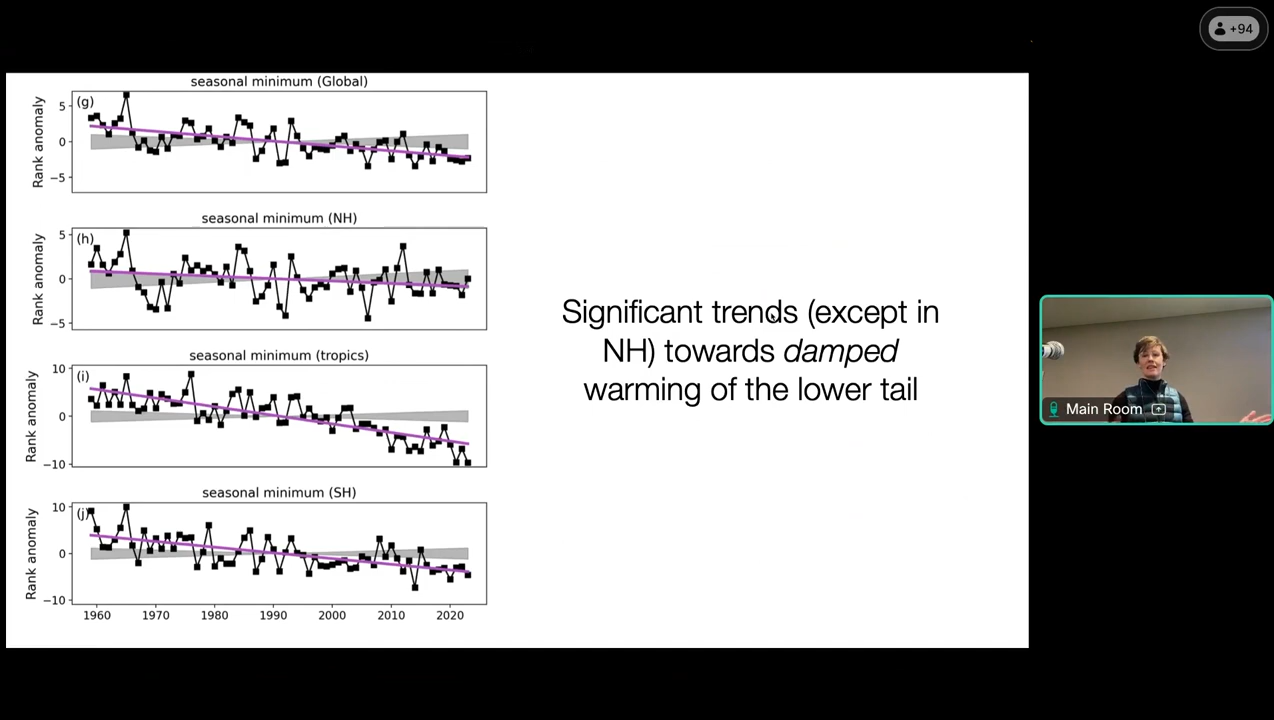 +94
seasonal minimum (Global)
(g)
Rank anomaly
5
0
−5
seasonal minimum (NH)
(h)
Rank anomaly
5
0
−5
seasonal minimum (tropics)
(i)
Rank anomaly
10
0
−10
seasonal minimum (SH)
(j)
Rank anomaly
10
0
−10
1960 1970 1980 1990 2000 2010 2020
Significant trends (except in
NH) towards damped
warming of the lower tail
Main Room